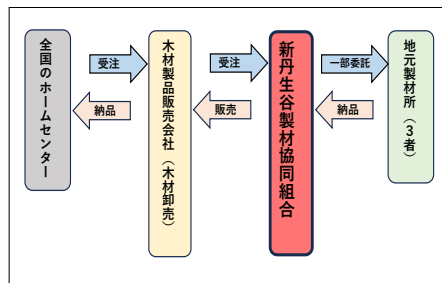 全国のホームセンター
受注
納品
木材製品販売会社（木材卸売）
受注
販売
新丹生谷製材協同組合
一部委託
納品
地元製材所（３者）